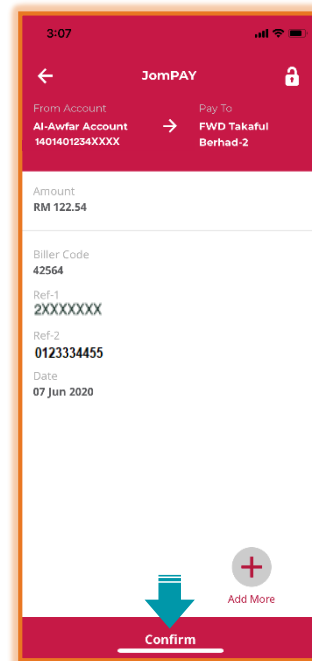 3:07
JomPAY
From Account
Pay To
Al-Awfar Account
FWD Takaful
1401401234XXXX
Berhad-2
Amount
RM 122.54
Biller Code
42564
Ref-1
2XXXXXXX
Ref-2
0123334455
Date
07 Jun 2020
Add More
Confirm